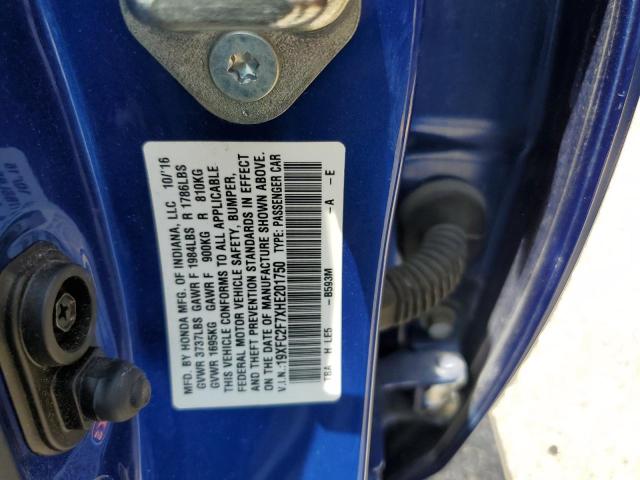 MFD. BY HONDA MFG. OF INDIANA, LLC 10/'16
GVWR 3737LBS GAWR F 1984LBS R 1786LBS
GVWR 1695KG GAWR F 900KG R 810KG
THIS VEHICLE CONFORMS TO ALL APPLICABLE
FEDERAL MOTOR VEHICLE SAFETY, BUMPER,
AND THEFT PREVENTION STANDARDS IN EFFECT
ON THE DATE OF MANUFACTURE SHOWN ABOVE.
V.I.N.:19XFC2F7XHE201750 TYPE: PASSENGER CAR
TBA H LE5 -B593M -A -E